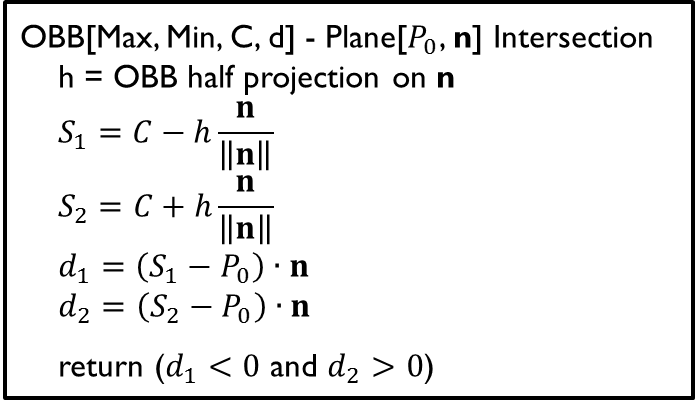 OBB[Max, Min, C, d] - Plane[𝑃₀, 𝐧] Intersection
h = OBB half projection on 𝐧
𝑆₁ = 𝐶 − ℎ 𝐧/‖𝐧‖
𝑆₂ = 𝐶 + ℎ 𝐧/‖𝐧‖
𝑑₁ = (𝑆₁ − 𝑃₀) ⋅ 𝐧
𝑑₂ = (𝑆₂ − 𝑃₀) ⋅ 𝐧
return (𝑑₁ < 0 and 𝑑₂ > 0)